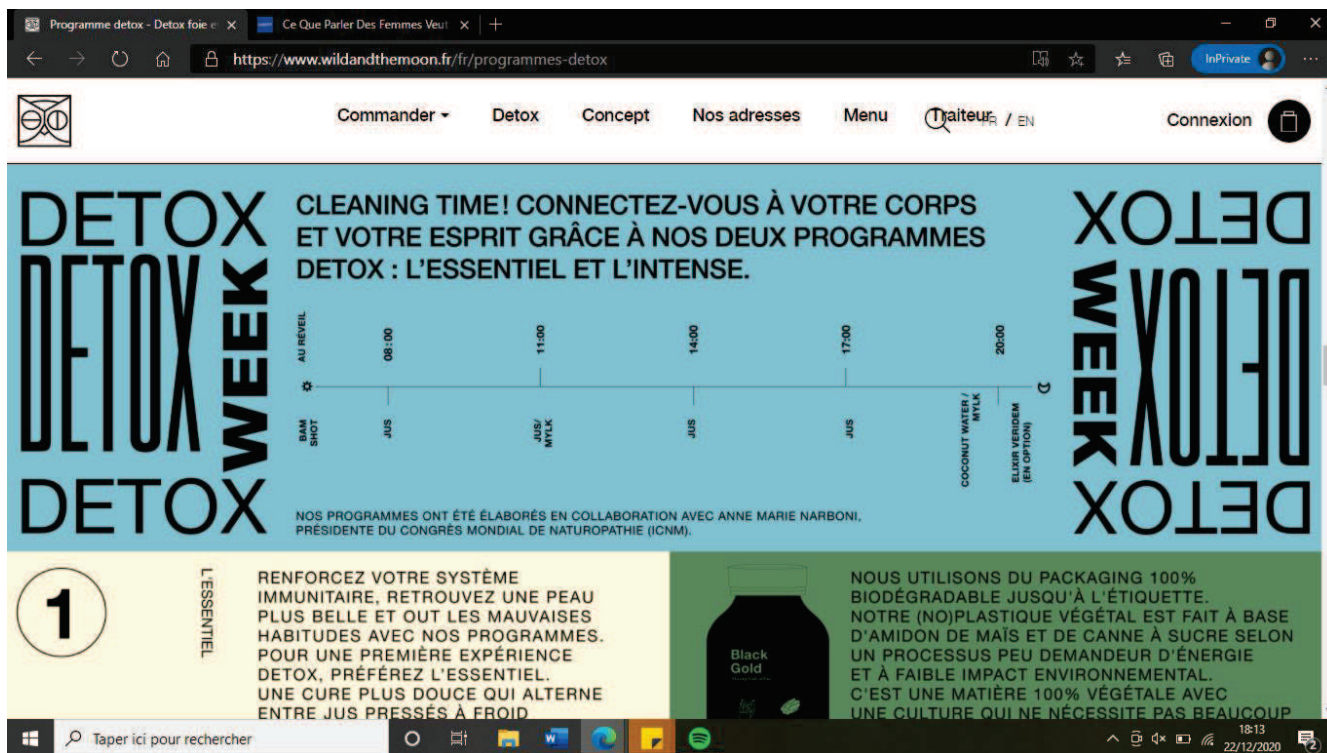 Programme detox - Detox foie e
Ce Que Parler Des Femmes Veut
https://www.wildandthemoon.fr/fr/programmes-detox
InPrivate
Commander
Detox
Concept
Nos adresses
Menu
Traiteur
FR / EN
Connexion
DETOX
DETOX
WEEK
DETOX
CLEANING TIME! CONNECTEZ-VOUS À VOTRE CORPS
ET VOTRE ESPRIT GRÂCE À NOS DEUX PROGRAMMES
DETOX : L'ESSENTIEL ET L'INTENSE.
AU RÉVEIL
08:00
11:00
14:00
17:00
20:00
BAM
SHOT
JUS
JUS/
MYLK
JUS
JUS
COCONUT WATER /
MYLK
ELIXIR VERIDEM
(EN OPTION)
NOS PROGRAMMES ONT ÉTÉ ÉLABORÉS EN COLLABORATION AVEC ANNE MARIE NARBONI,
PRÉSIDENTE DU CONGRÈS MONDIAL DE NATUROPATHIE (ICNM).
DETOX
WEEK
DETOX
DETOX
1
L'ESSENTIEL
RENFORCEZ VOTRE SYSTÈME
IMMUNITAIRE, RETROUVEZ UNE PEAU
PLUS BELLE ET OUT LES MAUVAISES
HABITUDES AVEC NOS PROGRAMMES.
POUR UNE PREMIÈRE EXPÉRIENCE
DETOX, PRÉFÉREZ L'ESSENTIEL.
UNE CURE PLUS DOUCE QUI ALTERNE
ENTRE JUS PRESSÉS À FROID
Black
Gold
NOUS UTILISONS DU PACKAGING 100%
BIODÉGRADABLE JUSQU'À L'ÉTIQUETTE.
NOTRE (NO)PLASTIQUE VÉGÉTAL EST FAIT À BASE
D'AMIDON DE MAÏS ET DE CANNE À SUCRE SELON
UN PROCESSUS PEU DEMANDEUR D'ÉNERGIE
ET À FAIBLE IMPACT ENVIRONNEMENTAL.
C'EST UNE MATIÈRE 100% VÉGÉTALE AVEC
UNE CULTURE QUI NE NÉCESSITE PAS BEAUCOUP
Taper ici pour rechercher
18:13
22/12/2020
2